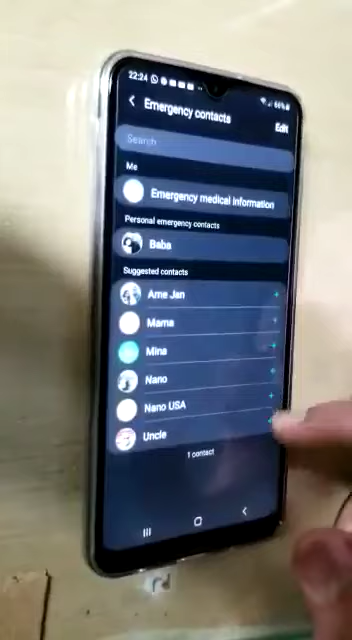 22:24 66%
Emergency contacts
Edit
Search
Me
Emergency medical information
Personal emergency contacts
Baba
Suggested contacts
Ame Jan
Mama
Mina
Nano
Nano USA
Uncle
1 contact